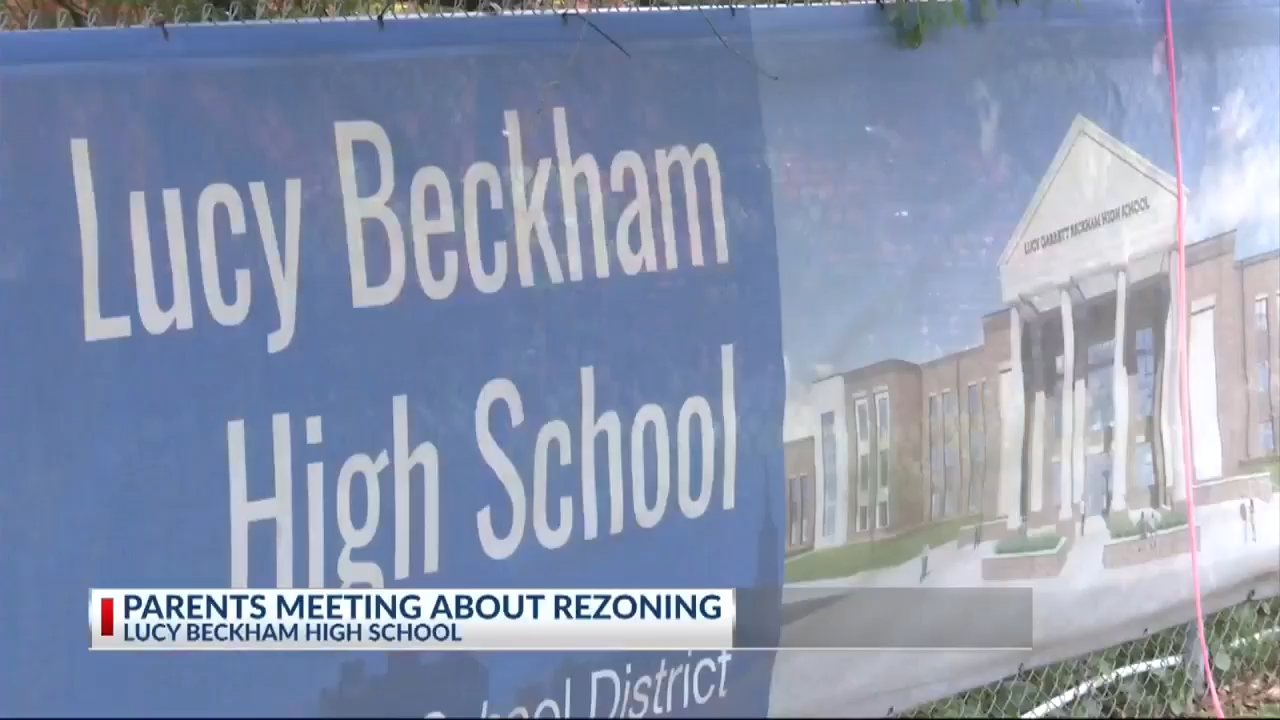 Lucy Beckham
High School
LUCY GARRETT BECKHAM HIGH SCHOOL
PARENTS MEETING ABOUT REZONING
LUCY BECKHAM HIGH SCHOOL
School District